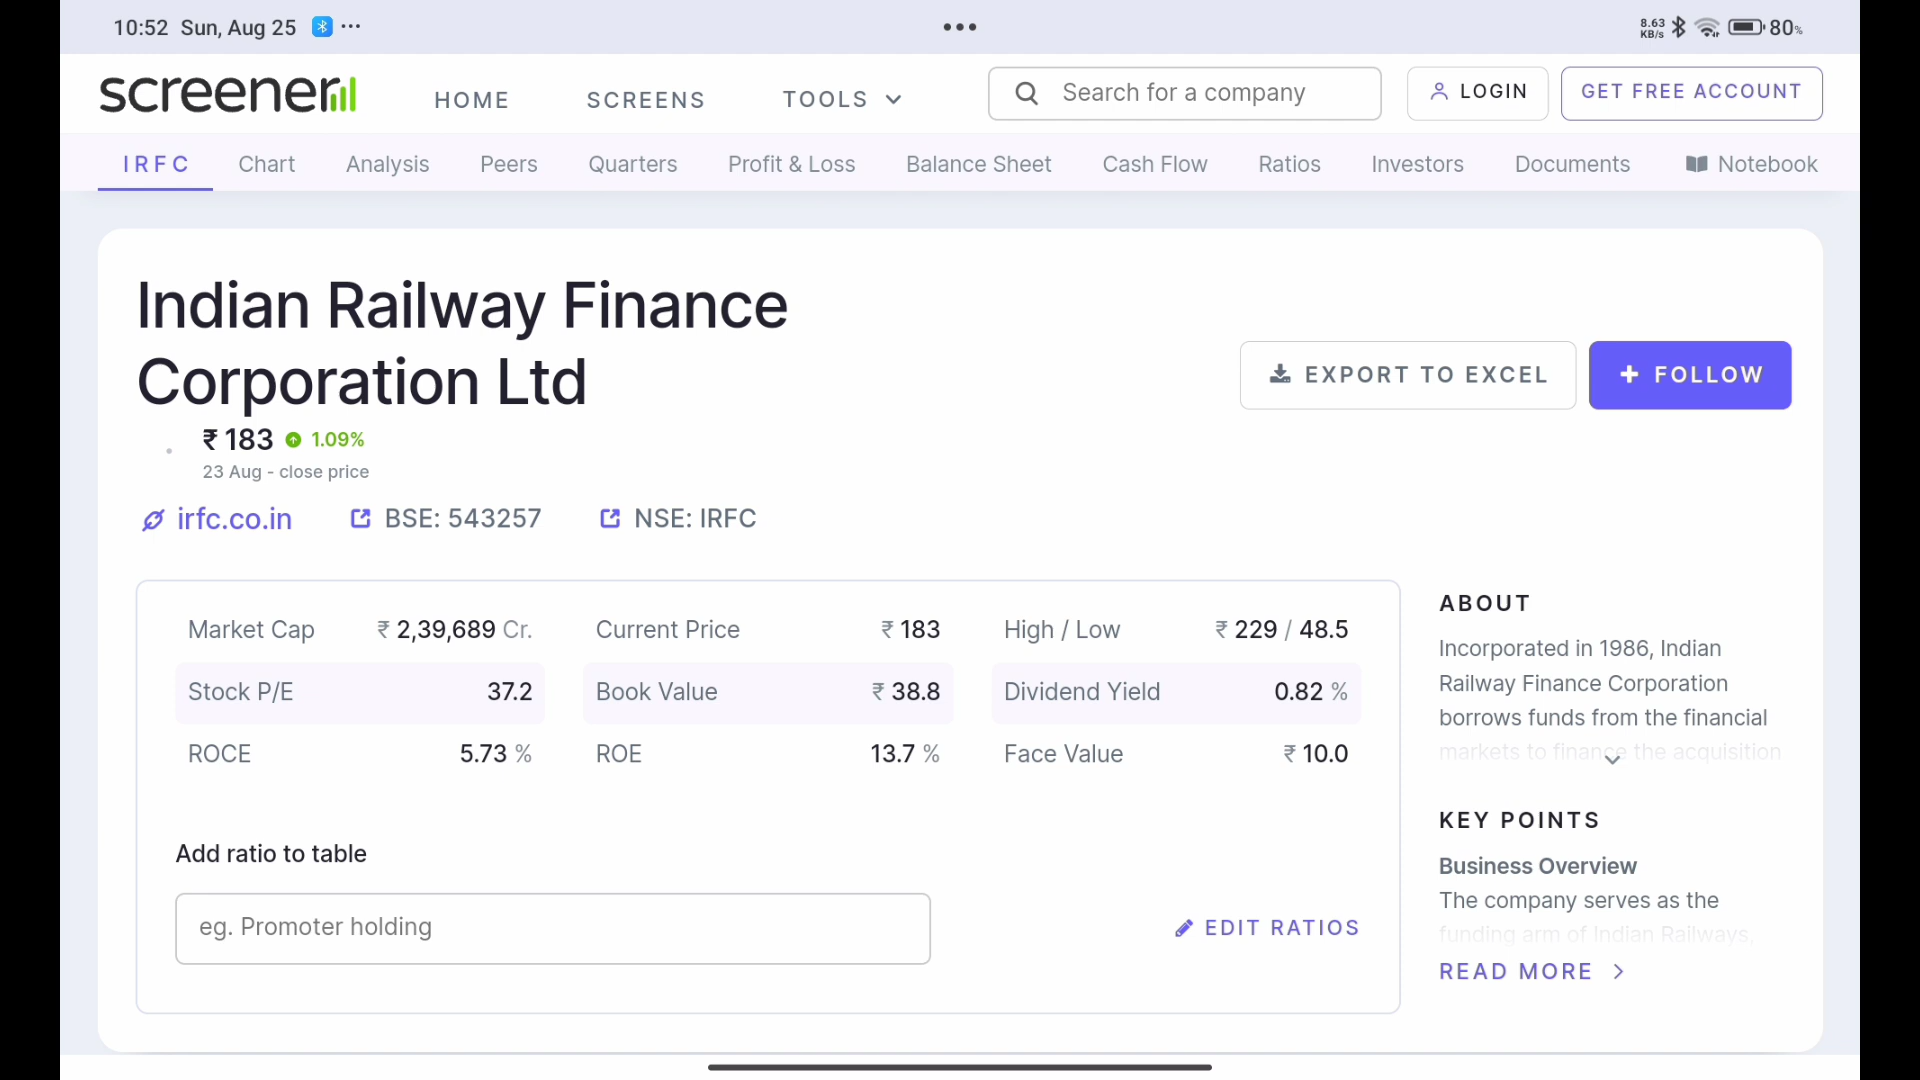 10:52 Sun, Aug 25 ...
8.63 KB/s 80%
screener
HOME SCREENS TOOLS
Search for a company
LOGIN GET FREE ACCOUNT
IRFC Chart Analysis Peers Quarters Profit & Loss Balance Sheet Cash Flow Ratios Investors Documents Notebook
Indian Railway Finance
Corporation Ltd
EXPORT TO EXCEL + FOLLOW
₹ 183 1.09%
23 Aug - close price
irfc.co.in BSE: 543257 NSE: IRFC
Market Cap ₹ 2,39,689 Cr. Current Price ₹ 183 High / Low ₹ 229 / 48.5
Stock P/E 37.2 Book Value ₹ 38.8 Dividend Yield 0.82 %
ROCE 5.73 % ROE 13.7 % Face Value ₹ 10.0
Add ratio to table
eg. Promoter holding
EDIT RATIOS
ABOUT
Incorporated in 1986, Indian
Railway Finance Corporation
borrows funds from the financial
markets to finance the acquisition
KEY POINTS
Business Overview
The company serves as the
funding arm of Indian Railways,
READ MORE